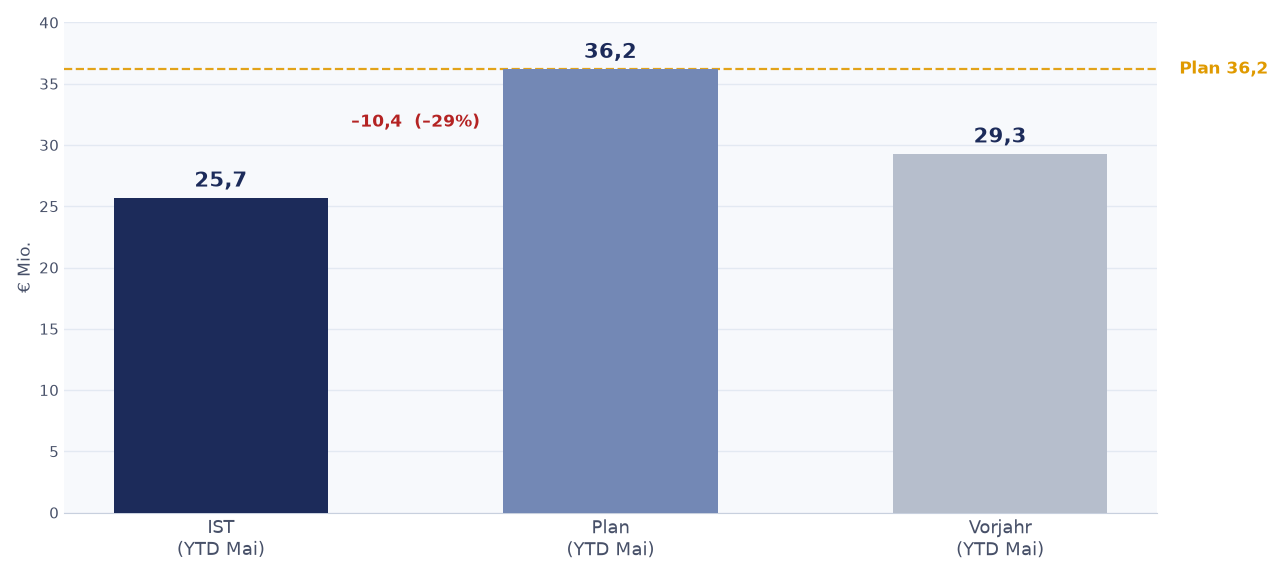 40
35
30
25
20
15
10
5
0
€ Mio.
25,7
–10,4  (–29%)
36,2
29,3
Plan 36,2
IST
(YTD Mai)
Plan
(YTD Mai)
Vorjahr
(YTD Mai)